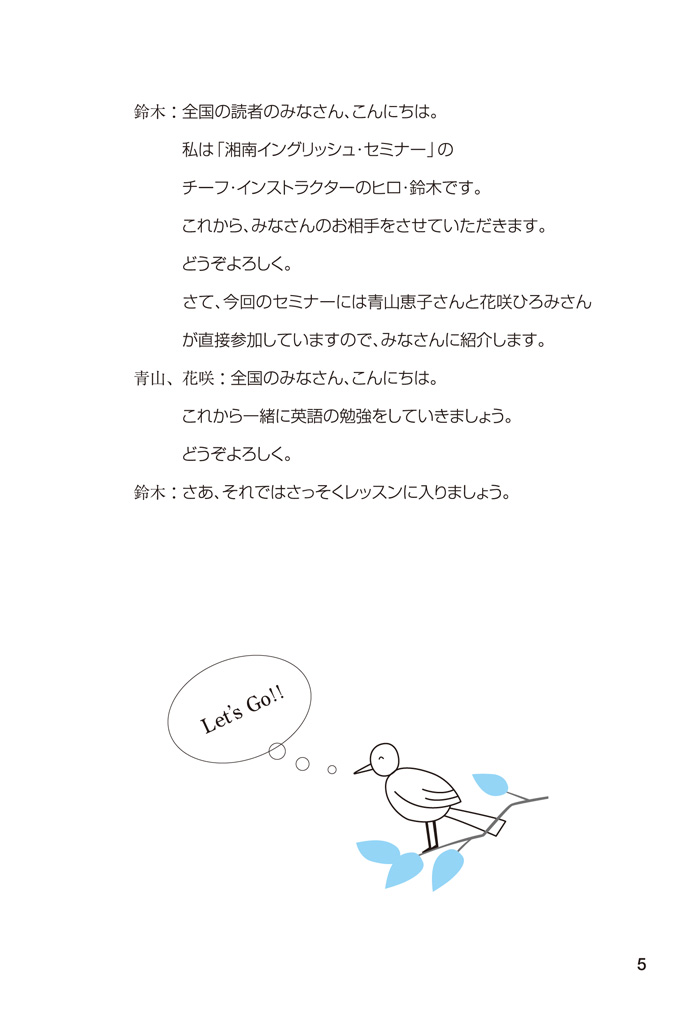 鈴木：全国の読者のみなさん、こんにちは。
私は「湘南イングリッシュ・セミナー」の
チーフ・インストラクターのヒロ・鈴木です。
これから、みなさんのお相手をさせていただきます。
どうぞよろしく。
さて、今回のセミナーには青山恵子さんと花咲ひろみさん
が直接参加していますので、みなさんに紹介します。
青山、花咲：全国のみなさん、こんにちは。
これから一緒に英語の勉強をしていきましょう。
どうぞよろしく。
鈴木：さあ、それではさっそくレッスンに入りましょう。
Let's Go!!
5